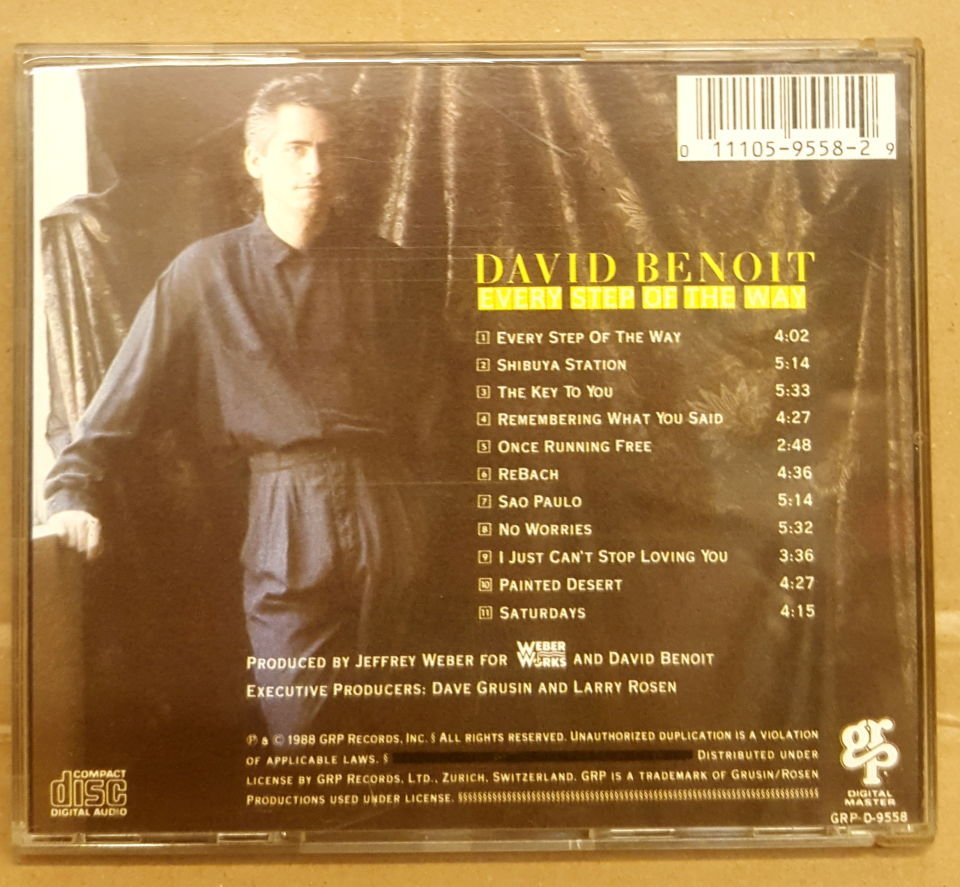 0 11105-9558-2 9
DAVID BENOIT
EVERY STEP OF THE WAY
1 EVERY STEP OF THE WAY 4:02
2 SHIBUYA STATION 5:14
3 THE KEY TO YOU 5:33
4 REMEMBERING WHAT YOU SAID 4:27
5 ONCE RUNNING FREE 2:48
6 REBACH 4:36
7 SAO PAULO 5:14
8 NO WORRIES 5:32
9 I JUST CAN'T STOP LOVING YOU 3:36
10 PAINTED DESERT 4:27
11 SATURDAYS 4:15
PRODUCED BY JEFFREY WEBER FOR WEBER WORKS AND DAVID BENOIT
EXECUTIVE PRODUCERS: DAVE GRUSIN AND LARRY ROSEN
℗ & © 1988 GRP RECORDS, INC. § ALL RIGHTS RESERVED. UNAUTHORIZED DUPLICATION IS A VIOLATION
OF APPLICABLE LAWS. § DISTRIBUTED UNDER
LICENSE BY GRP RECORDS, LTD., ZURICH, SWITZERLAND. GRP IS A TRADEMARK OF GRUSIN/ROSEN
PRODUCTIONS USED UNDER LICENSE.
COMPACT
disc
DIGITAL AUDIO
grp
DIGITAL
MASTER
GRP-D-9558